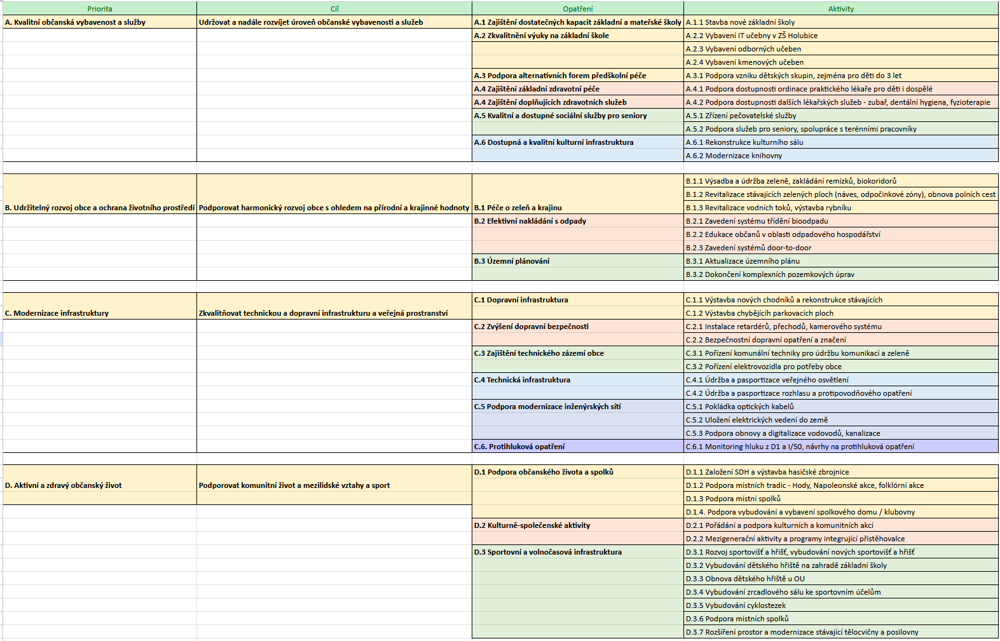 Priorita Cíl Opatření Aktivity
A. Kvalitní občanská vybavenost a služby Udržovat a nadále rozvíjet úroveň občanské vybavenosti a služeb A.1 Zajištění dostatečných kapacit základní a mateřské školy A.1.1 Stavba nové základní školy
A.2 Zkvalitnění výuky na základní škole A.2.2 Vybavení IT učebny v ZŠ Holubice
A.2.3 Vybavení odborných učeben
A.2.4 Vybavení kmenových učeben
A.3 Podpora alternativních forem předškolní péče A.3.1 Podpora vzniku dětských skupin, zejména pro děti do 3 let
A.4 Zajištění základní zdravotní péče A.4.1 Podpora dostupnosti ordinace praktického lékaře pro děti i dospělé
A.4 Zajištění doplňujících zdravotních služeb A.4.2 Podpora dostupnosti dalších lékařských služeb - zubař, dentální hygiena, fyzioterapie
A.5 Kvalitní a dostupné sociální služby pro seniory A.5.1 Zřízení pečovatelské služby
A.5.2 Podpora služeb pro seniory, spolupráce s terénními pracovníky
A.6 Dostupná a kvalitní kulturní infrastruktura A.6.1 Rekonstrukce kulturního sálu
A.6.2 Modernizace knihovny
B.1.1 Výsadba a údržba zeleně, zakládání remízků, biokoridorů
B.1.2 Revitalizace stávajících zelených ploch (náves, odpočinkové zóny), obnova polních cest
B. Udržitelný rozvoj obce a ochrana životního prostředí Podporovat harmonický rozvoj obce s ohledem na přírodní a krajinné hodnoty B.1 Péče o zeleň a krajinu B.1.3 Revitalizace vodních toků, výstavba rybníku
B.2 Efektivní nakládání s odpady B.2.1 Zavedení systému třídění bioodpadu
B.2.2 Edukace občanů v oblasti odpadového hospodářství
B.2.3 Zavedení systémů door-to-door
B.3 Územní plánování B.3.1 Aktualizace územního plánu
B.3.2 Dokončení komplexních pozemkových úprav
C.1 Dopravní infrastruktura C.1.1 Výstavba nových chodníků a rekonstrukce stávajících
C. Modernizace infrastruktury Zkvalitňovat technickou a dopravní infrastrukturu a veřejná prostranství C.1.2 Výstavba chybějícíh parkovacích ploch
C.2 Zvýšení dopravní bezpečnosti C.2.1 Instalace retardérů, přechodů, kamerového systému
C.2.2 Bezpečnostní dopravní opatření a značení
C.3 Zajištění technického zázemí obce C.3.1 Pořízení komunální techniky pro údržbu komunikací a zeleně
C.3.2 Pořízení elektrovozidla pro potřeby obce
C.4 Technická infrastruktura C.4.1 Údržba a pasportizace veřejného osvětlení
C.4.2 Údržba a pasportizace rozhlasu a protipovodňového opatření
C.5 Podpora modernizace inženýrských sítí C.5.1 Pokládka optických kabelů
C.5.2 Uložení elektrických vedení do země
C.5.3 Podpora obnovy a digitalizace vodovodů, kanalizace
C.6. Protihluková opatření C.6.1 Monitoring hluku z D1 a I/50, návrhy na protihluková opatření
D.1 Podpora občanského života a spolků D.1.1 Založení SDH a výstavba hasičské zbrojnice
D. Aktivní a zdravý občanský život Podporovat komunitní život a mezilidské vztahy a sport D.1.2 Podpora místních tradic - Hody, Napoleonské akce, folklórní akce
D.1.3 Podpora místní spolků
D.1.4. Podpora vybudování a vybavení spolkového domu / klubovny
D.2 Kulturně-společenské aktivity D.2.1 Pořádání a podpora kulturních a komunitních akcí
D.2.2 Mezigenerační aktivity a programy integrující přistěhovalce
D.3 Sportovní a volnočasová infrastruktura D.3.1 Rozvoj sportovišť a hřišť, vybudování nových sportovišť a hřišť
D.3.2 Vybudování dětského hřiště na zahradě základní školy
D.3.3 Obnova dětského hřiště u OU
D.3.4 Vybudování zrcadlového sálu ke sportovním účelům
D.3.5 Vybudování cyklostezek
D.3.6 Podpora místních spolků
D.3.7 Rozšíření prostor a modernizace stávající tělocvičny a posilovny